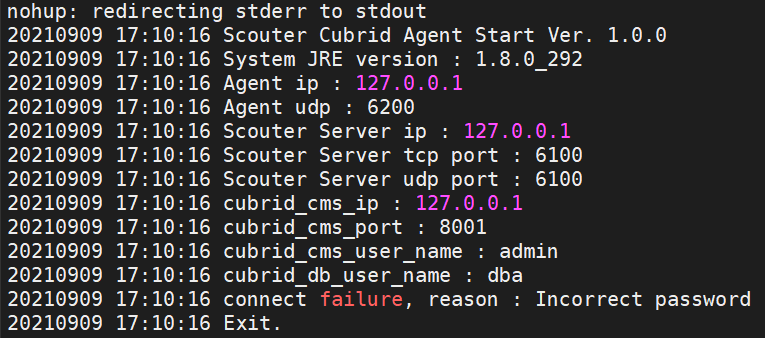 nohup: redirecting stderr to stdout
20210909 17:10:16 Scouter Cubrid Agent Start Ver. 1.0.0
20210909 17:10:16 System JRE version : 1.8.0_292
20210909 17:10:16 Agent ip : 127.0.0.1
20210909 17:10:16 Agent udp : 6200
20210909 17:10:16 Scouter Server ip : 127.0.0.1
20210909 17:10:16 Scouter Server tcp port : 6100
20210909 17:10:16 Scouter Server udp port : 6100
20210909 17:10:16 cubrid_cms_ip : 127.0.0.1
20210909 17:10:16 cubrid_cms_port : 8001
20210909 17:10:16 cubrid_cms_user_name : admin
20210909 17:10:16 cubrid_db_user_name : dba
20210909 17:10:16 connect failure, reason : Incorrect password
20210909 17:10:16 Exit.